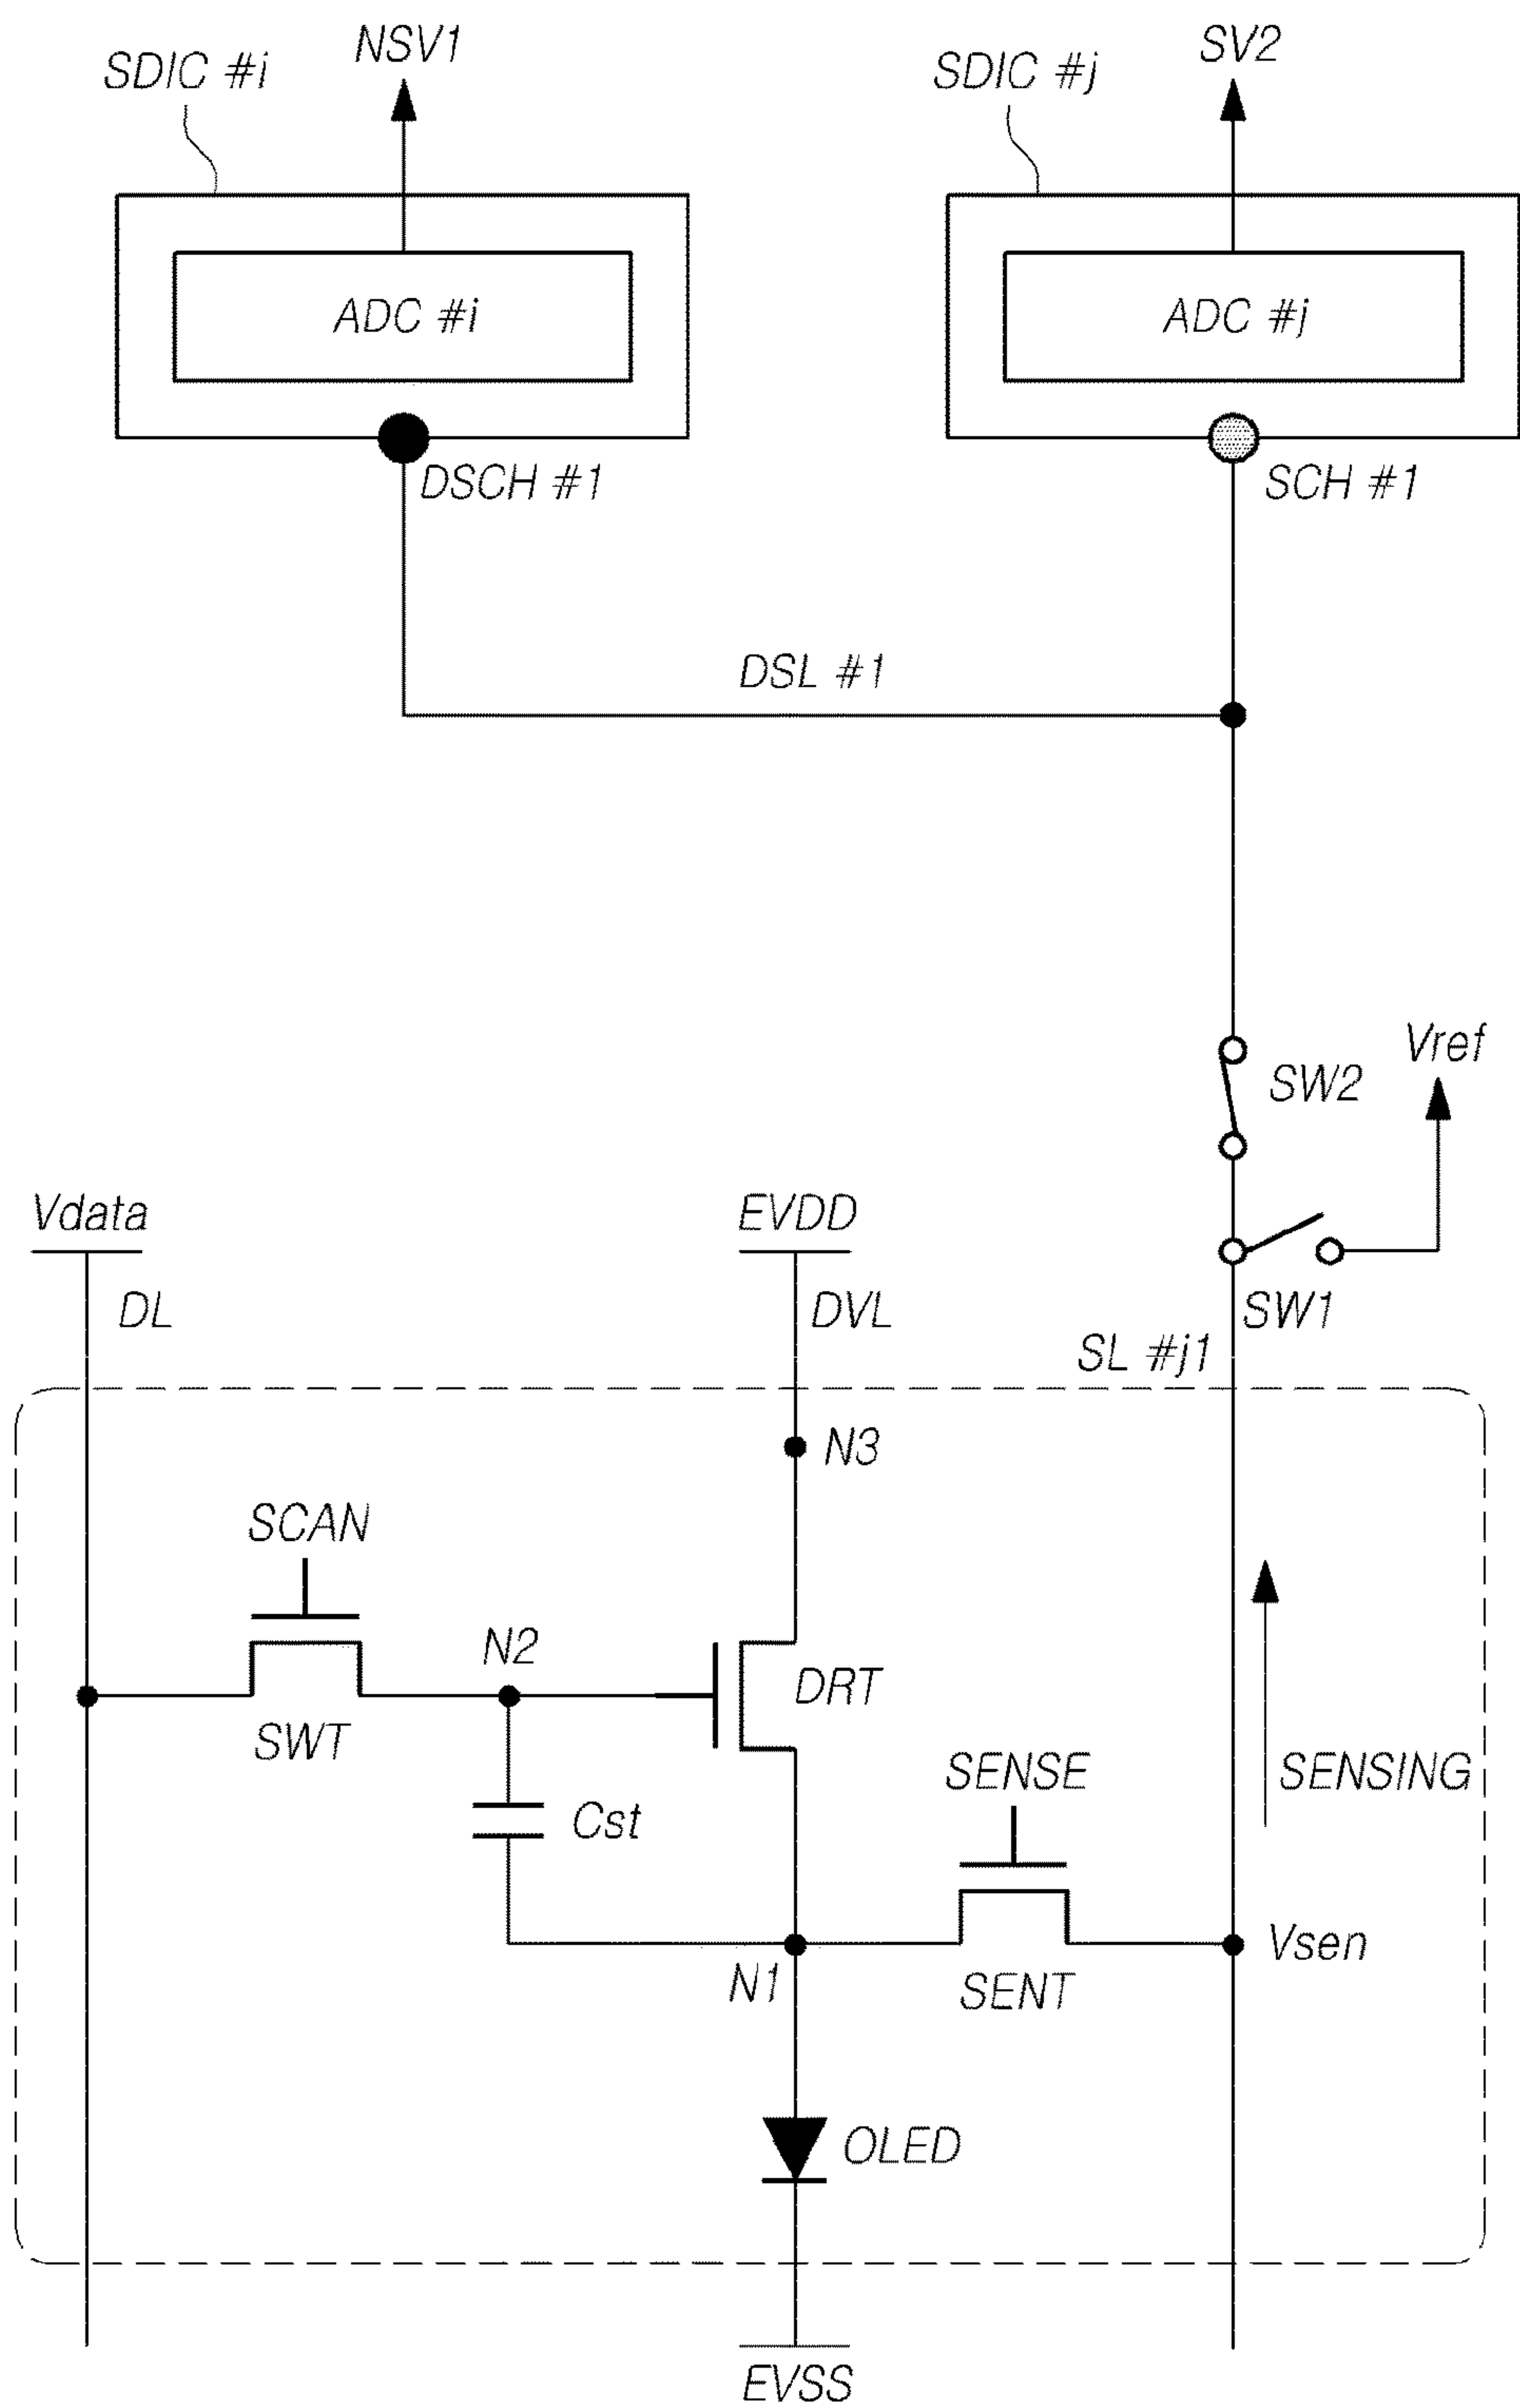 SDIC #i
NSV1
SDIC #j
SV2
ADC #i
ADC #j
DSCH #1
SCH #1
DSL #1
Vref
SW2
Vdata
EVDD
DL
DVL
SW1
SL #j1
N3
SCAN
N2
DRT
SWT
SENSE
SENSING
Cst
Vsen
N1
SENT
OLED
EVSS